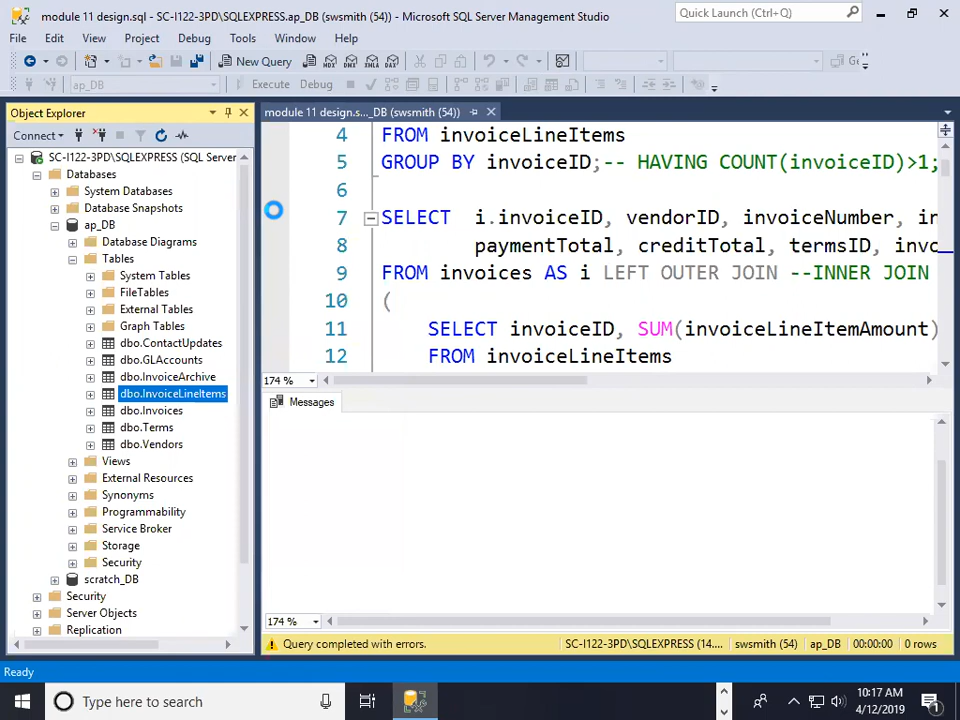 module 11 design.sql - SC-I122-3PD\SQLEXPRESS.ap_DB (swsmith (54)) - Microsoft SQL Server Management Studio
Quick Launch (Ctrl+Q)
File Edit View Project Debug Tools Window Help
New Query
ap_DB Execute Debug
Object Explorer
module 11 design.s..._DB (swsmith (54))
Connect
SC-I122-3PD\SQLEXPRESS (SQL Server
Databases
System Databases
Database Snapshots
ap_DB
Database Diagrams
Tables
System Tables
FileTables
External Tables
Graph Tables
dbo.ContactUpdates
dbo.GLAccounts
dbo.InvoiceArchive
dbo.InvoiceLineItems
dbo.Invoices
dbo.Terms
dbo.Vendors
Views
External Resources
Synonyms
Programmability
Service Broker
Storage
Security
scratch_DB
Security
Server Objects
Replication
4 FROM invoiceLineItems
5 GROUP BY invoiceID;-- HAVING COUNT(invoiceID)>1;
6
7 SELECT i.invoiceID, vendorID, invoiceNumber, in
8 paymentTotal, creditTotal, termsID, invo
9 FROM invoices AS i LEFT OUTER JOIN --INNER JOIN
10 (
11 SELECT invoiceID, SUM(invoiceLineItemAmount)
12 FROM invoiceLineItems
174 %
Messages
174 %
Query completed with errors. SC-I122-3PD\SQLEXPRESS (14.... swsmith (54) ap_DB 00:00:00 0 rows
Ready
Type here to search
10:17 AM
4/12/2019
1